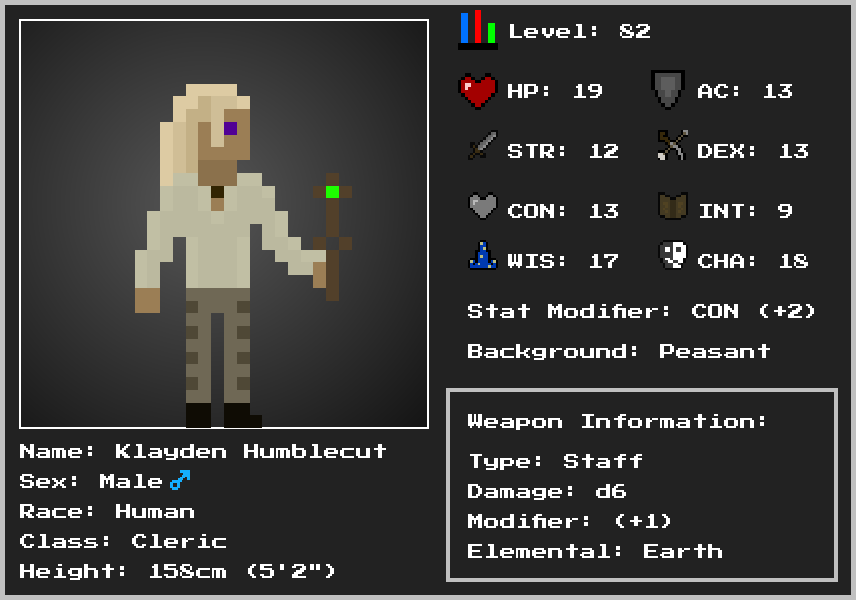 Level: 82
HP: 19 AC: 13
STR: 12 DEX: 13
CON: 13 INT: 9
WIS: 17 CHA: 18
Stat Modifier: CON (+2)
Background: Peasant
Weapon Information:
Type: Staff
Damage: d6
Modifier: (+1)
Elemental: Earth
Name: Klayden Humblecut
Sex: Male ♂
Race: Human
Class: Cleric
Height: 158cm (5'2")